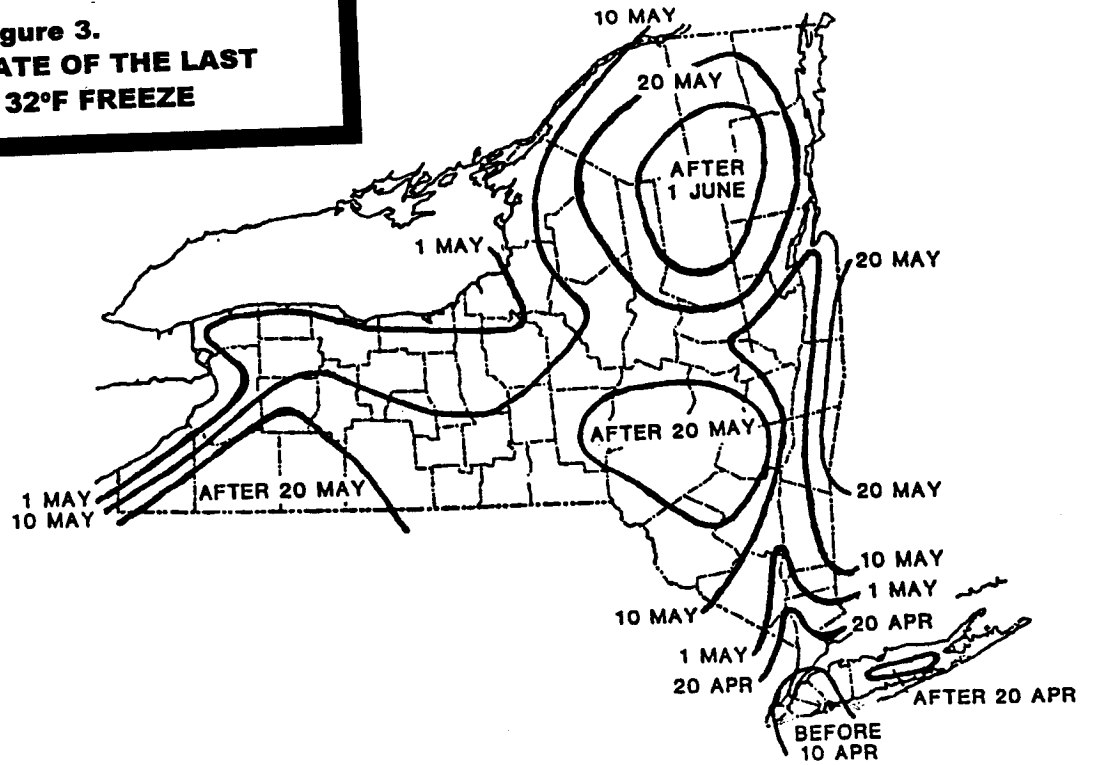 gure 3.
ATE OF THE LAST
32ºF FREEZE
10 MAY
20 MAY
AFTER
1 JUNE
1 MAY
20 MAY
AFTER 20 MAY
AFTER 20 MAY
1 MAY
10 MAY
20 MAY
10 MAY
1 MAY
10 MAY
20 APR
1 MAY
20 APR
AFTER 20 APR
BEFORE
10 APR